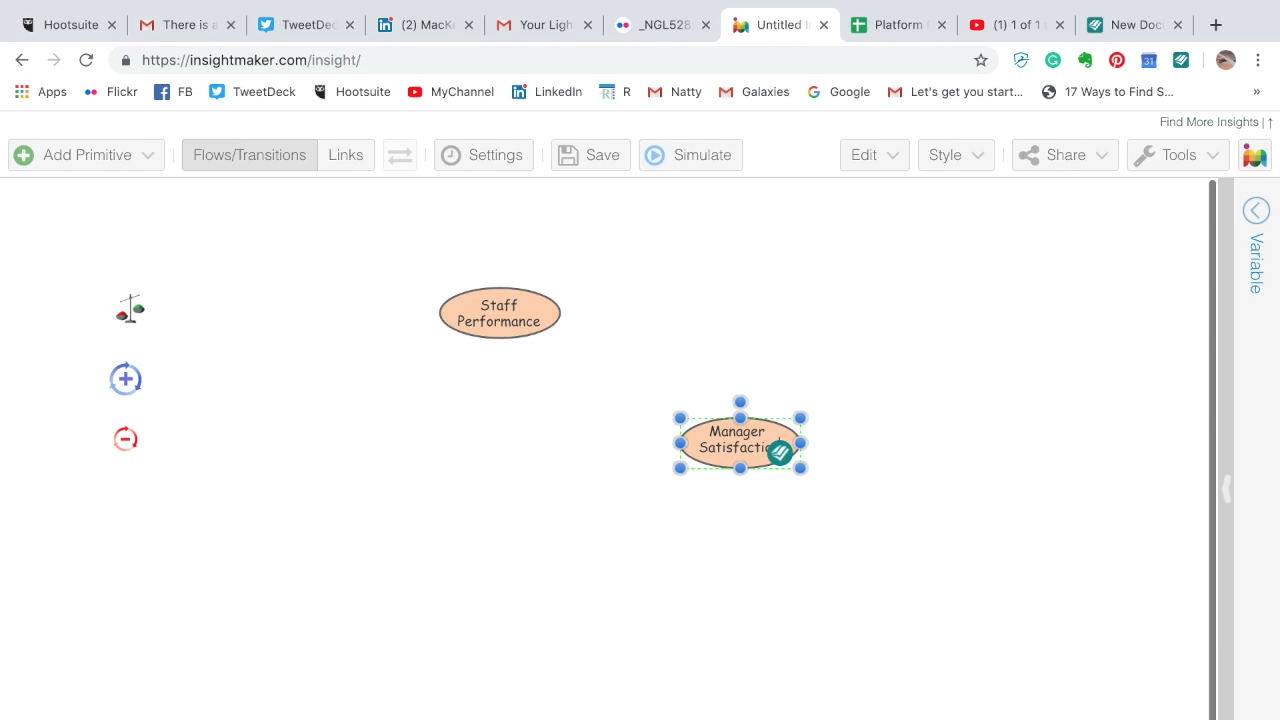 Hootsuite
There is a
TweetDec
(2) MacKe
Your Ligh
_NGL528
Untitled I
Platform
(1) 1 of 1
New Doc
https://insightmaker.com/insight/
Apps
Flickr
FB
TweetDeck
Hootsuite
MyChannel
LinkedIn
R
Natty
Galaxies
Google
Let's get you start...
17 Ways to Find S...
»
Find More Insights | ↑
Add Primitive
Flows/Transitions
Links
Settings
Save
Simulate
Edit
Style
Share
Tools
Variable
Staff
Performance
Manager
Satisfaction